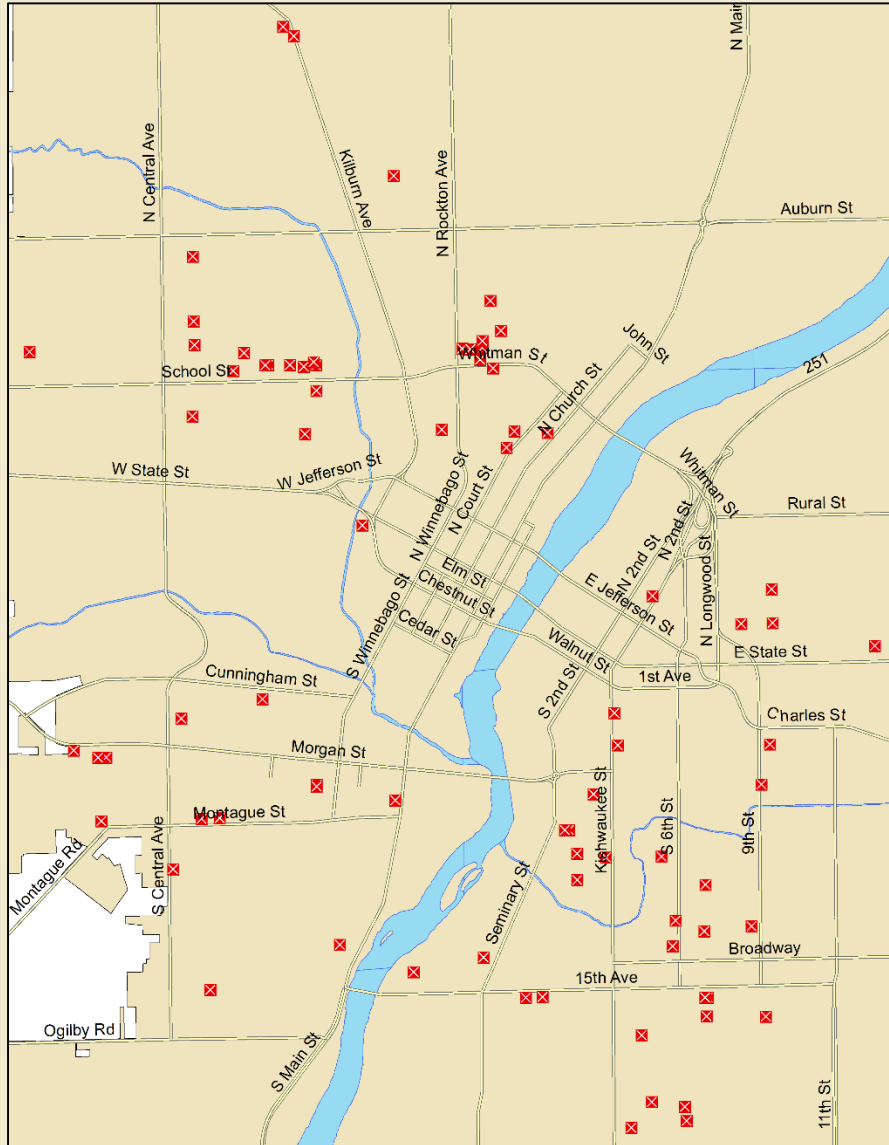 N Main
N Central Ave
Kilburn Ave
N Rockton Ave
Auburn St
John St
251
Whitman St
School St
N Church St
W State St
W Jefferson St
N Winnebago St
N Court St
Whitman St
Rural St
N 2nd St
N 2nd St
N Longwood St
Elm St
Chestnut St
E Jefferson St
Cedar St
S Winnebago St
Walnut St
E State St
1st Ave
Cunningham St
S 2nd St
Charles St
Morgan St
Montague St
Kishwaukee St
S 6th St
9th St
Montague Rd
S Central Ave
Seminary St
Broadway
15th Ave
Ogilby Rd
S Main St
11th St